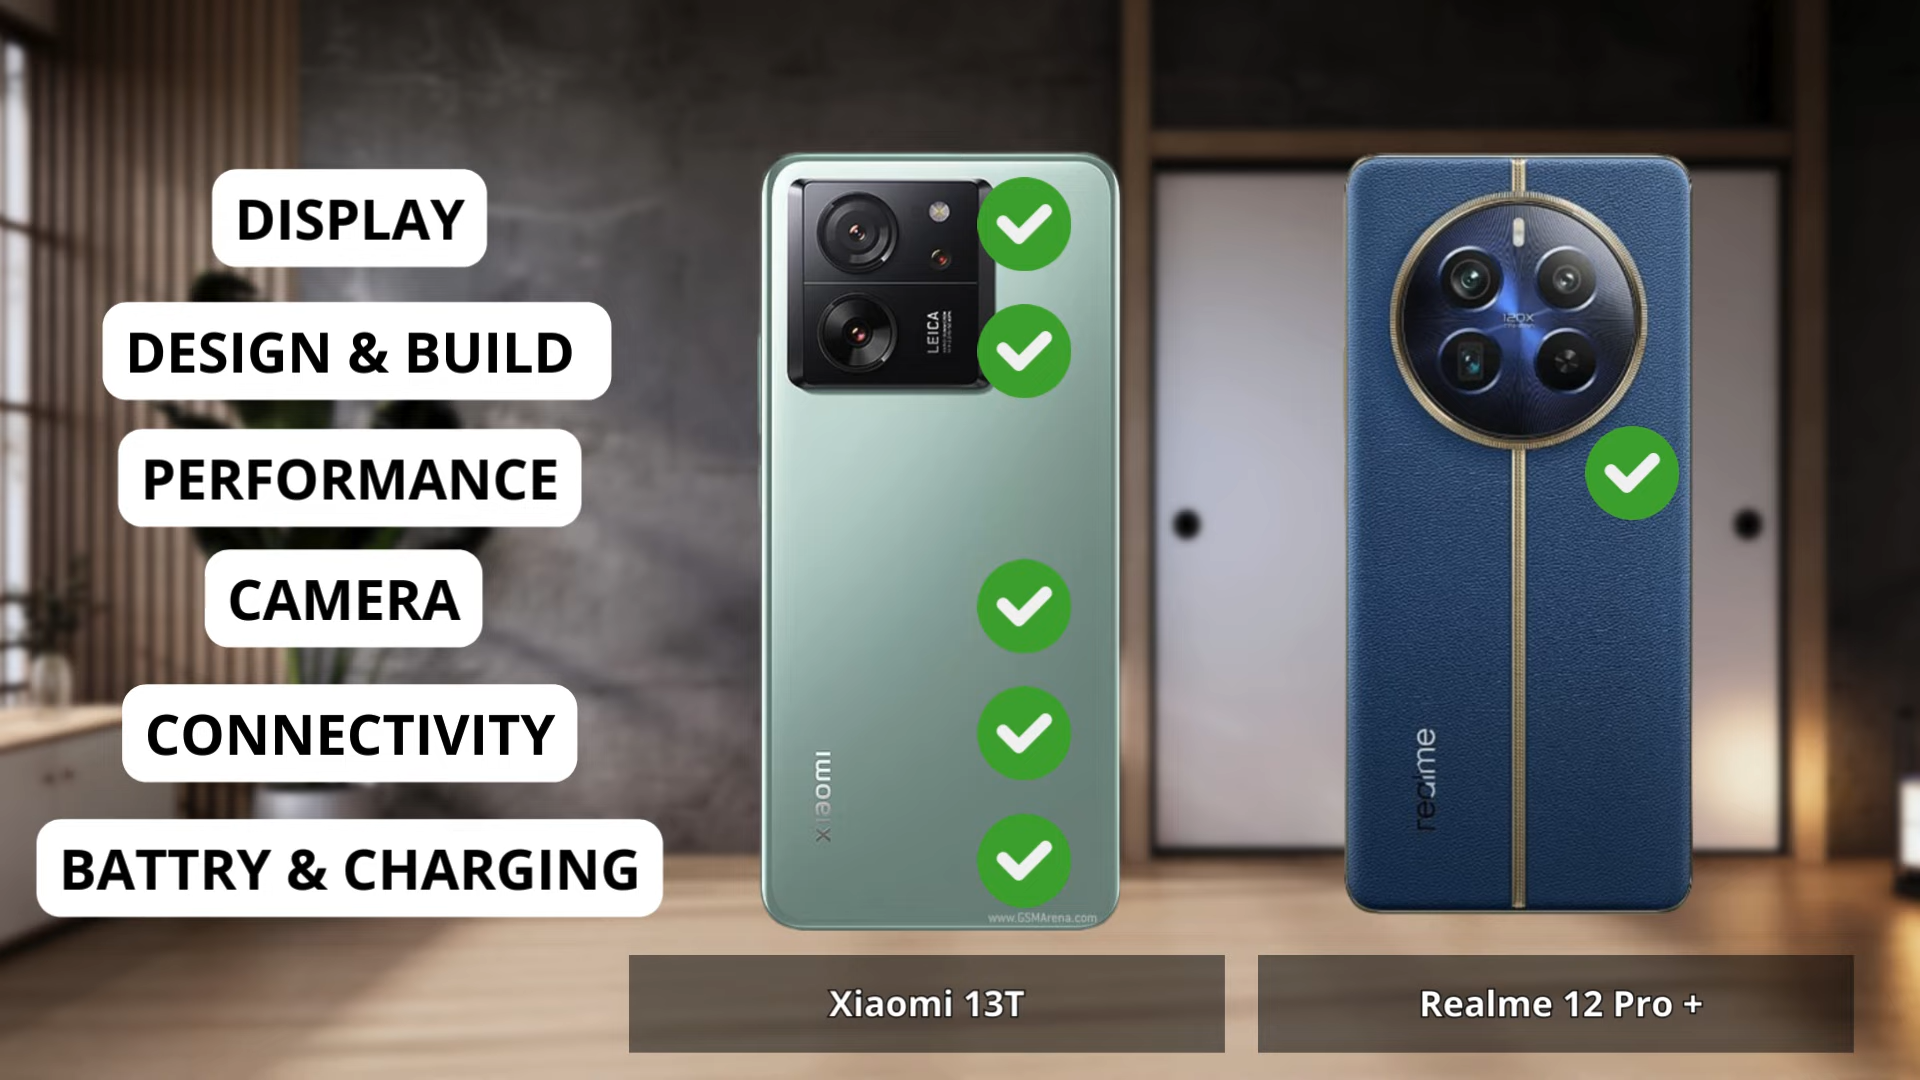 DISPLAY
DESIGN & BUILD
PERFORMANCE
CAMERA
CONNECTIVITY
BATTRY & CHARGING
LEICA
xiaomi
www.GSMArena.com
120X
realme
Xiaomi 13T
Realme 12 Pro +